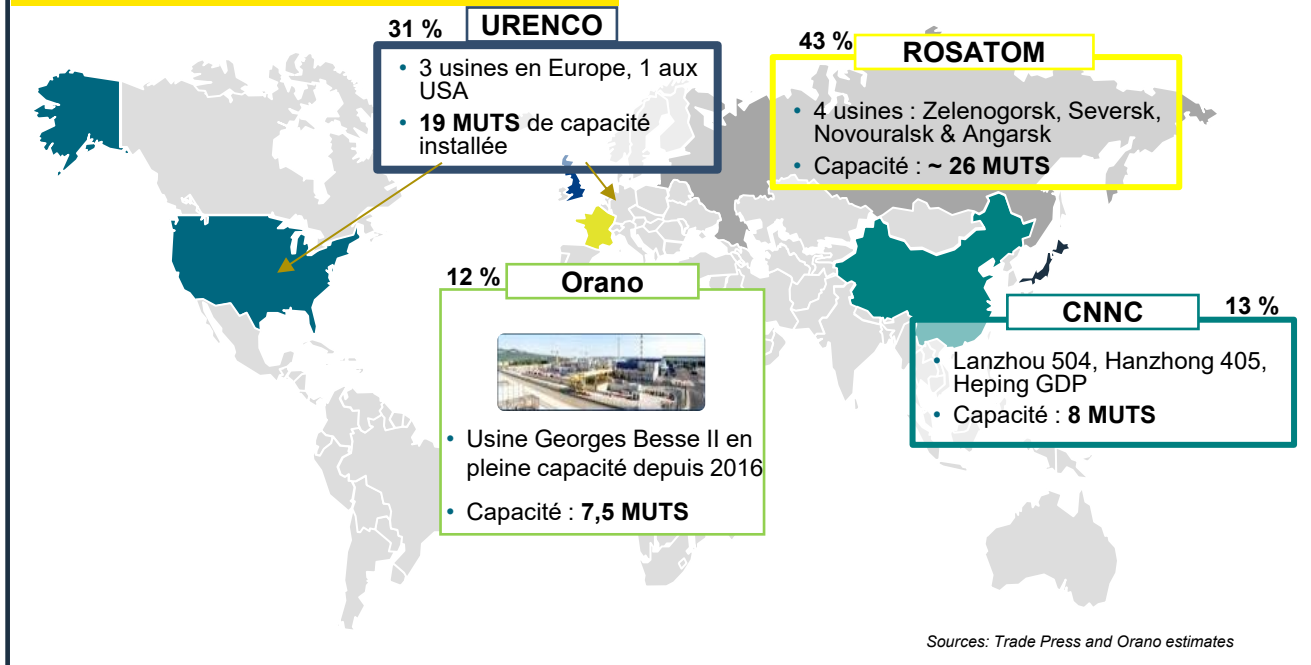 31 %
URENCO
• 3 usines en Europe, 1 aux
USA
• 19 MUTS de capacité
installée
43 %
ROSATOM
• 4 usines : Zelenogorsk, Seversk,
Novouralsk & Angarsk
• Capacité : ~ 26 MUTS
12 %
Orano
• Usine Georges Besse II en
pleine capacité depuis 2016
• Capacité : 7,5 MUTS
CNNC
13 %
• Lanzhou 504, Hanzhong 405,
Heping GDP
• Capacité : 8 MUTS
Sources: Trade Press and Orano estimates